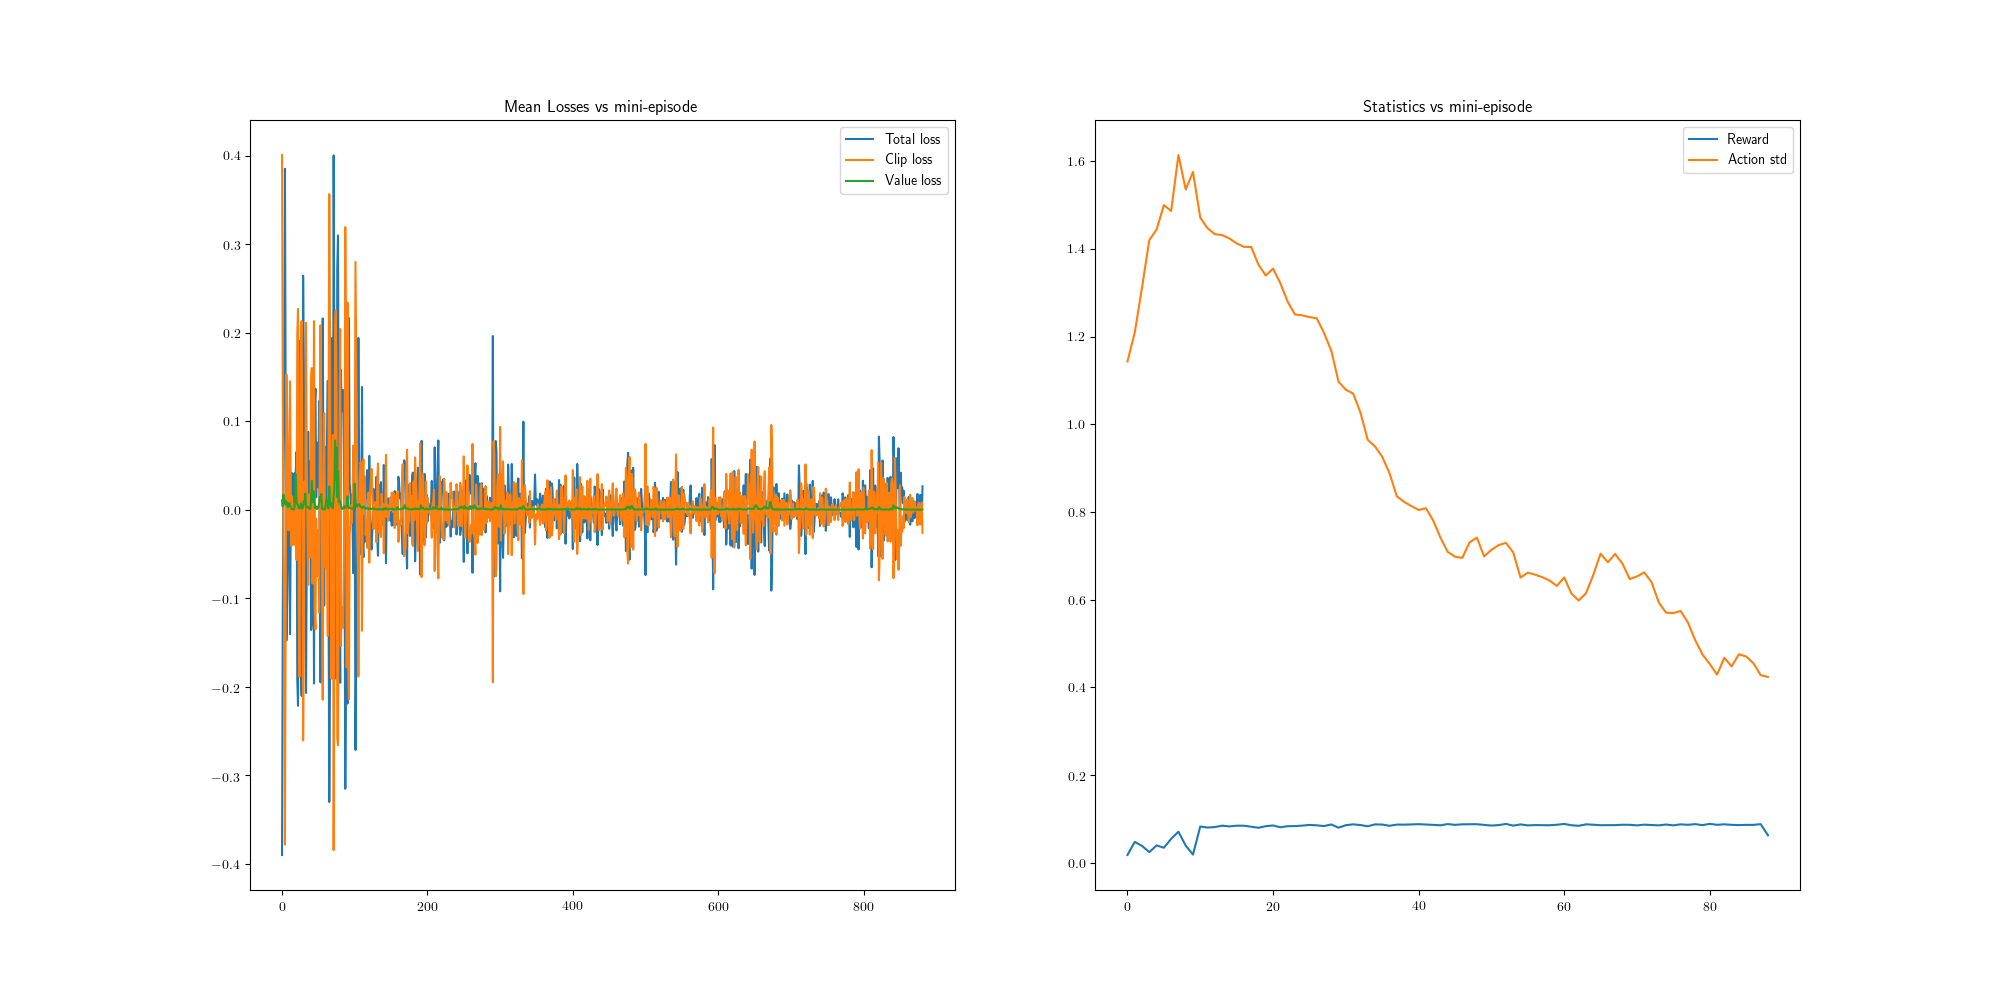 Mean Losses vs mini-episode
Total loss
Clip loss
Value loss
0.4
0.3
0.2
0.1
0.0
−0.1
−0.2
−0.3
−0.4
0 200 400 600 800
Statistics vs mini-episode
Reward
Action std
1.6
1.4
1.2
1.0
0.8
0.6
0.4
0.2
0.0
0 20 40 60 80